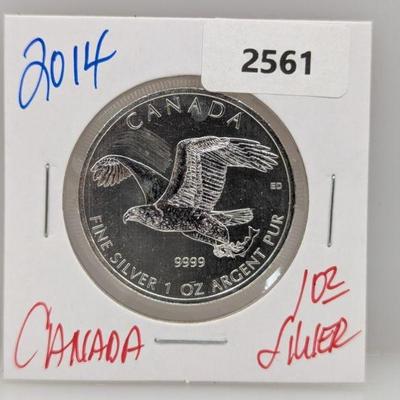 2014
2561
CANADA
ED
9999
FINE SILVER 1 OZ ARGENT PUR
CANADA
1oz
Silver